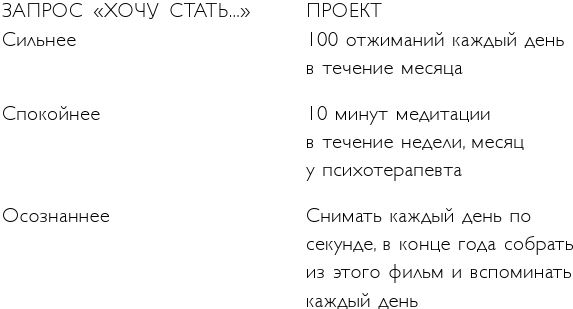 ЗАПРОС «ХОЧУ СТАТЬ...» ПРОЕКТ
Сильнее 100 отжиманий каждый день
в течение месяца
Спокойнее 10 минут медитации
в течение недели, месяц
у психотерапевта
Осознаннее Снимать каждый день по
секунде, в конце года собрать
из этого фильм и вспоминать
каждый день